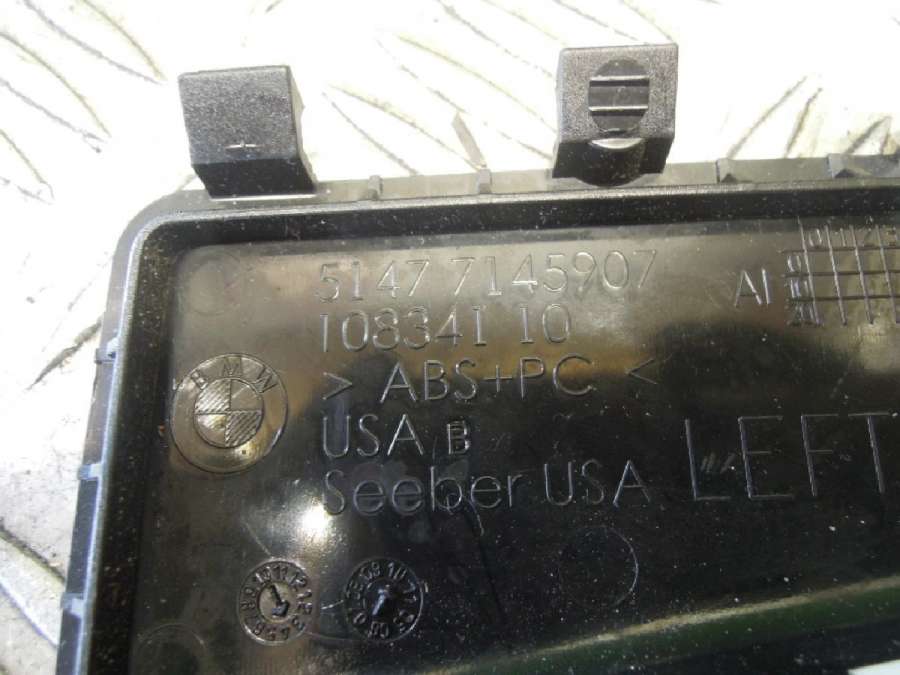 5147 7145907
108341 10
> ABS+PC <
USA B
Seeber USA
LEFT
AI
BMW